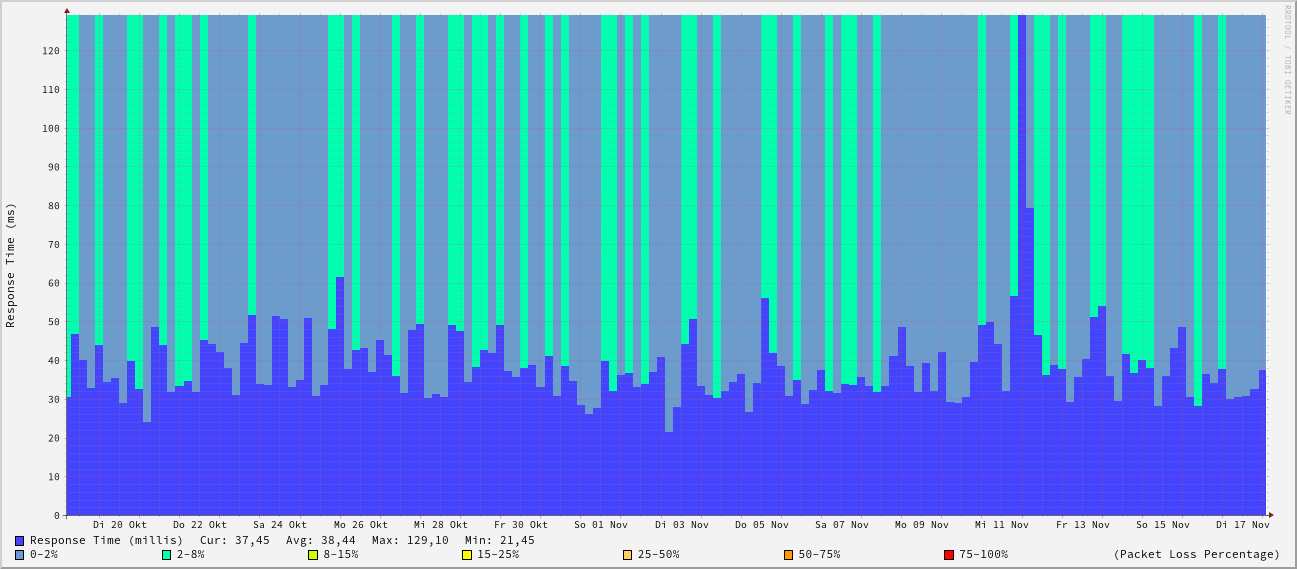 RRDTOOL / TOBI OETIKER
Response Time (ms)
120
110
100
90
80
70
60
50
40
30
20
10
0
Di 20 Okt Do 22 Okt Sa 24 Okt Mo 26 Okt Mi 28 Okt Fr 30 Okt So 01 Nov Di 03 Nov Do 05 Nov Sa 07 Nov Mo 09 Nov Mi 11 Nov Fr 13 Nov So 15 Nov Di 17 Nov
Response Time (millis) Cur: 37,45 Avg: 38,44 Max: 129,10 Min: 21,45
0-2% 2-8% 8-15% 15-25% 25-50% 50-75% 75-100% (Packet Loss Percentage)